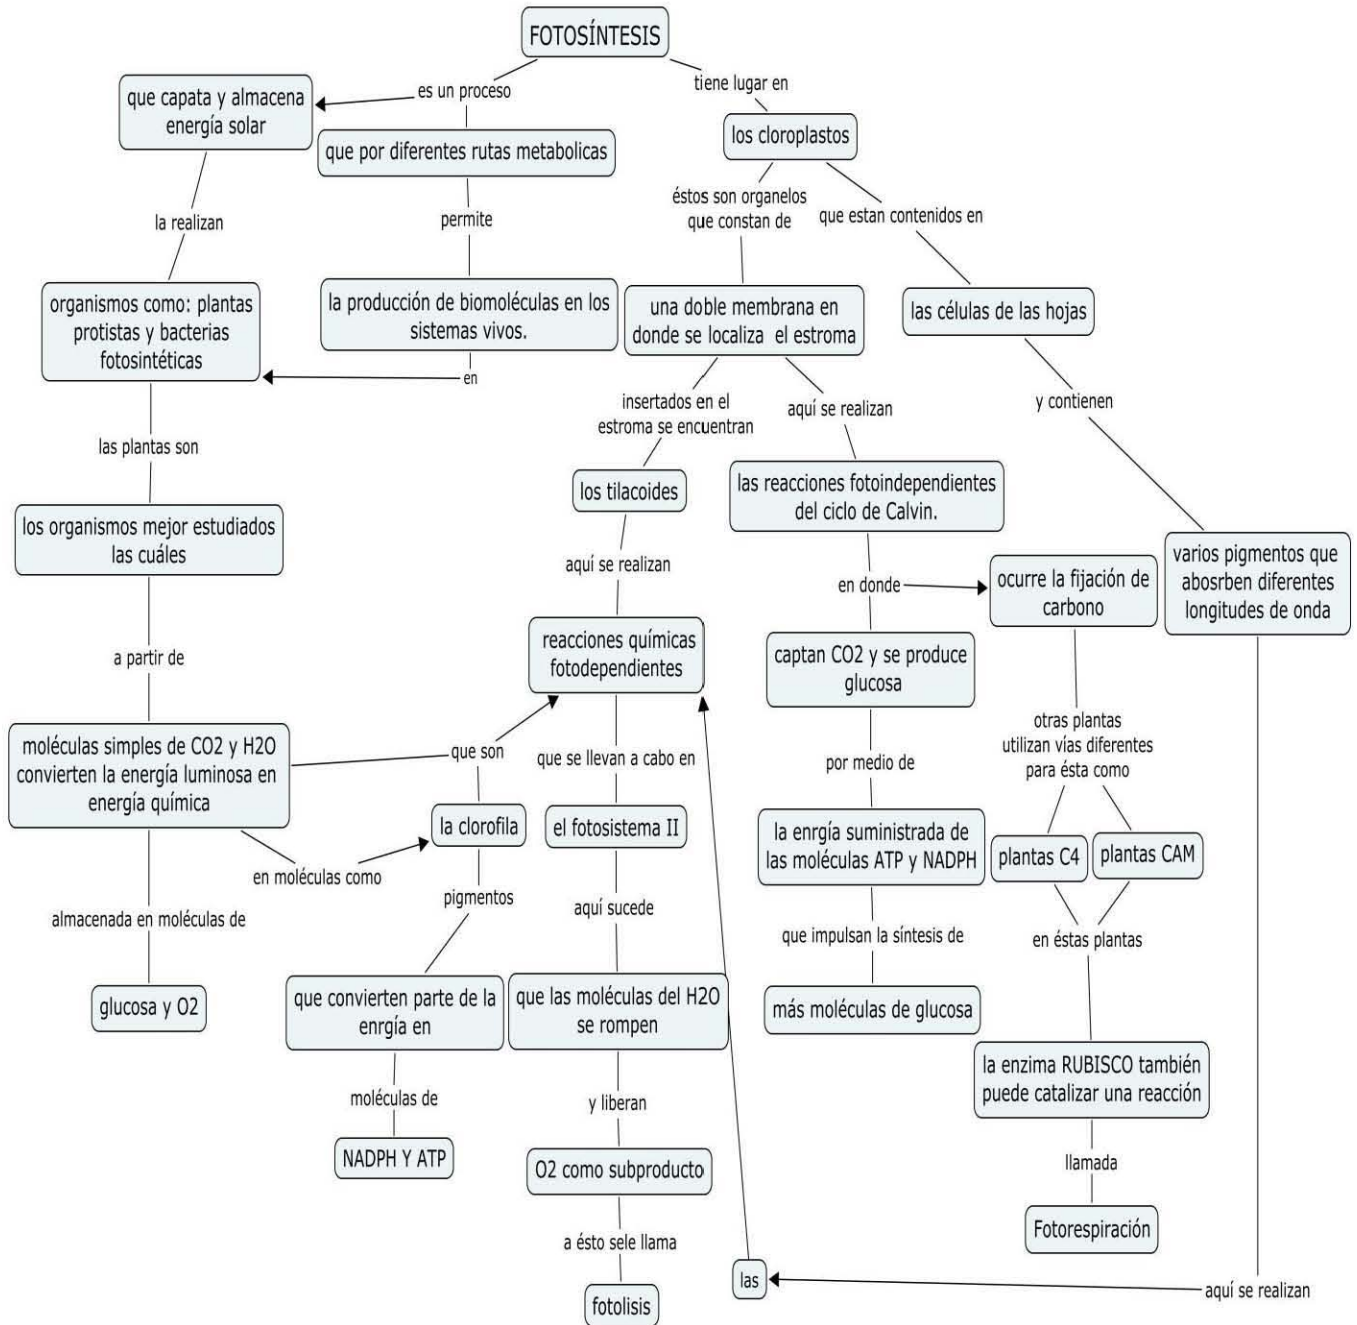 FOTOSÍNTESIS
es un proceso
tiene lugar en
que capata y almacena
energía solar
que por diferentes rutas metabolicas
los cloroplastos
la realizan
permite
éstos son organelos
que constan de
que estan contenidos en
organismos como: plantas
protistas y bacterias
fotosintéticas
la producción de biomoléculas en los
sistemas vivos.
en
una doble membrana en
donde se localiza el estroma
las células de las hojas
las plantas son
insertados en el
estroma se encuentran
aquí se realizan
y contienen
los organismos mejor estudiados
las cuáles
los tilacoides
las reacciones fotoindependientes
del ciclo de Calvin.
varios pigmentos que
abosrben diferentes
longitudes de onda
aquí se realizan
en donde
ocurre la fijación de
carbono
a partir de
reacciones químicas
fotodependientes
captan CO2 y se produce
glucosa
moléculas simples de CO2 y H2O
convierten la energía luminosa en
energía química
que son
que se llevan a cabo en
por medio de
otras plantas
utilizan vías diferentes
para ésta como
en moléculas como
la clorofila
el fotosistema II
la enrgía suministrada de
las moléculas ATP y NADPH
plantas C4
plantas CAM
almacenada en moléculas de
pigmentos
aquí sucede
que impulsan la síntesis de
en éstas plantas
glucosa y O2
que convierten parte de la
enrgía en
que las moléculas del H2O
se rompen
más moléculas de glucosa
la enzima RUBISCO también
puede catalizar una reacción
moléculas de
y liberan
llamada
NADPH Y ATP
O2 como subproducto
Fotorespiración
a ésto sele llama
las
aquí se realizan
fotolisis